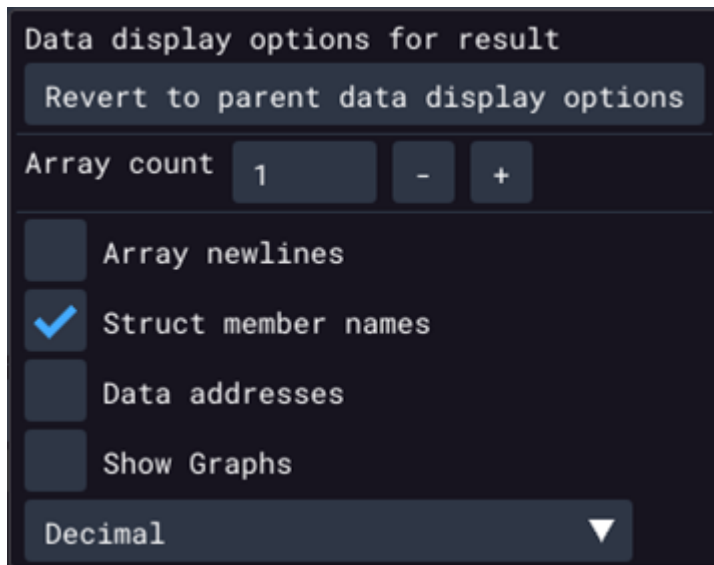 Data display options for result
Revert to parent data display options
Array count 1 - +
Array newlines
Struct member names
Data addresses
Show Graphs
Decimal